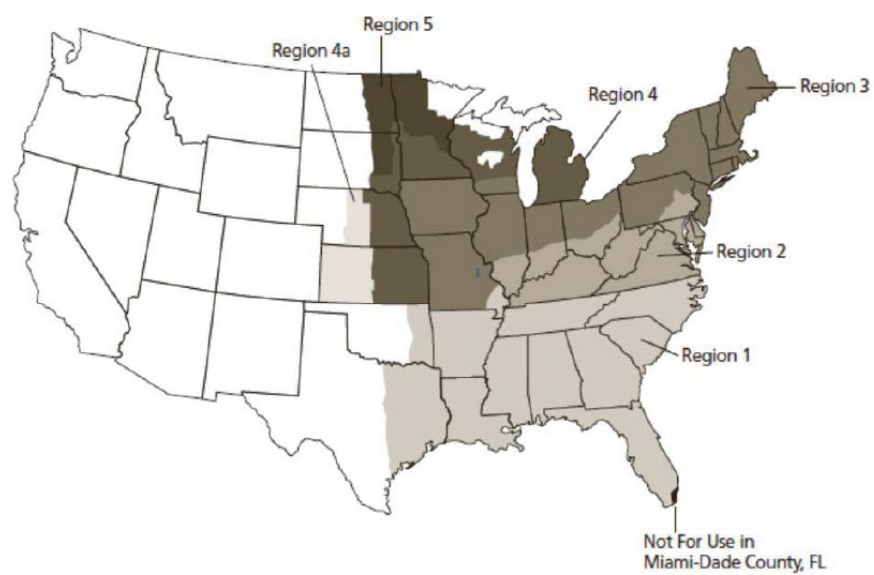 Region 5
Region 4a
Region 4
Region 3
Region 2
Region 1
Not For Use in
Miami-Dade County, FL